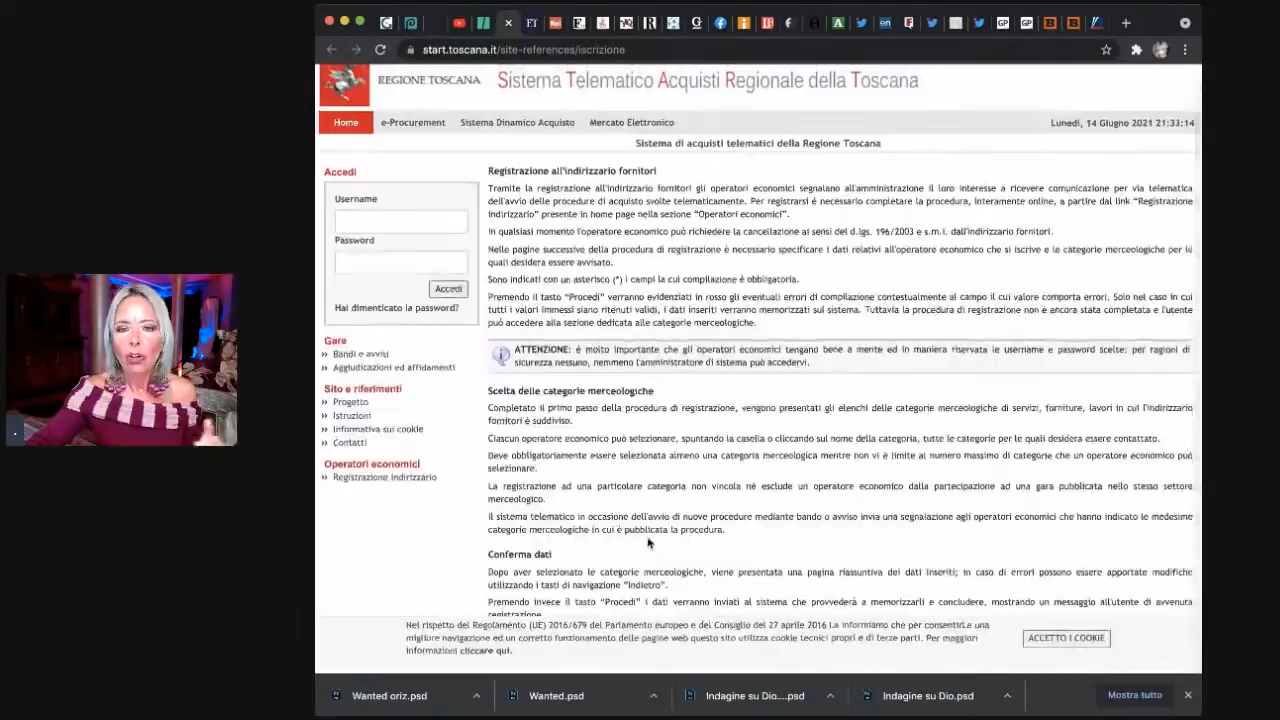 start.toscana.it/site-references/iscrizione
REGIONE TOSCANA
Sistema Telematico Acquisti Regionale della Toscana
Home e-Procurement Sistema Dinamico Acquisto Mercato Elettronico Lunedì, 14 Giugno 2021 21:33:14
Sistema di acquisti telematici della Regione Toscana
Accedi
Username
Password
Accedi
Hai dimenticato la password?
Gare
Bandi e avvisi
Aggiudicazioni ed affidamenti
Sito e riferimenti
Progetto
Istruzioni
Informativa sui cookie
Contatti
Operatori economici
Registrazione indirizzario
Registrazione all'indirizzario fornitori
Tramite la registrazione all'indirizzario fornitori gli operatori economici segnalano all'amministrazione il loro interesse a ricevere comunicazione per via telematica
dell'avvio delle procedure di acquisto svolte telematicamente. Per registrarsi è necessario completare la procedura, interamente online, a partire dal link "Registrazione
indirizzario" presente in home page nella sezione "Operatori economici".
In qualsiasi momento l'operatore economico può richiedere la cancellazione ai sensi del d.lgs. 196/2003 e s.m.i. dall'indirizzario fornitori.
Nelle pagine successive della procedura di registrazione è necessario specificare i dati relativi all'operatore economico che si iscrive e le categorie merceologiche per le
quali desidera essere avvisato.
Sono indicati con un asterisco (*) i campi la cui compilazione è obbligatoria.
Premendo il tasto "Procedi" verranno evidenziati in rosso gli eventuali errori di compilazione contestualmente al campo il cui valore comporta errori. Solo nel caso in cui
tutti i valori immessi siano ritenuti validi, i dati inseriti verranno memorizzati sul sistema. Tuttavia la procedura di registrazione non è ancora stata completata e l'utente
può accedere alla sezione dedicata alle categorie merceologiche.
ATTENZIONE: è molto importante che gli operatori economici tengano bene a mente ed in maniera riservata le username e password scelte: per ragioni di
sicurezza nessuno, nemmeno l'amministratore di sistema può accedervi.
Scelta delle categorie merceologiche
Completato il primo passo della procedura di registrazione, vengono presentati gli elenchi delle categorie merceologiche di servizi, forniture, lavori in cui l'indirizzario
fornitori è suddiviso.
Ciascun operatore economico può selezionare, spuntando la casella o cliccando sul nome della categoria, tutte le categorie per le quali desidera essere contattato.
Deve obbligatoriamente essere selezionata almeno una categoria merceologica mentre non vi è limite al numero massimo di categorie che un operatore economico può
selezionare.
La registrazione ad una particolare categoria non vincola né esclude un operatore economico dalla partecipazione ad una gara pubblicata nello stesso settore
merceologico.
Il sistema telematico in occasione dell'avvio di nuove procedure mediante bando o avviso invia una segnalazione agli operatori economici che hanno indicato le medesime
categorie merceologiche in cui è pubblicata la procedura.
Conferma dati
Dopo aver selezionato le categorie merceologiche, viene presentata una pagina riassuntiva dei dati inseriti; in caso di errori possono essere apportate modifiche
utilizzando i tasti di navigazione "Indietro".
Premendo invece il tasto "Procedi" i dati verranno inviati al sistema che provvederà a memorizzarli e concludere, mostrando un messaggio all'utente di avvenuta
registrazione.
Nel rispetto del Regolamento (UE) 2016/679 del Parlamento europeo e del Consiglio del 27 aprile 2016 La informiamo che per consentirLe una
migliore navigazione ed un corretto funzionamento delle pagine web questo sito utilizza cookie tecnici propri e di terze parti. Per maggiori
informazioni cliccare qui.
ACCETTO I COOKIE
Wanted oriz.psd Wanted.psd Indagine su Dio....psd Indagine su Dio.psd Mostra tutto